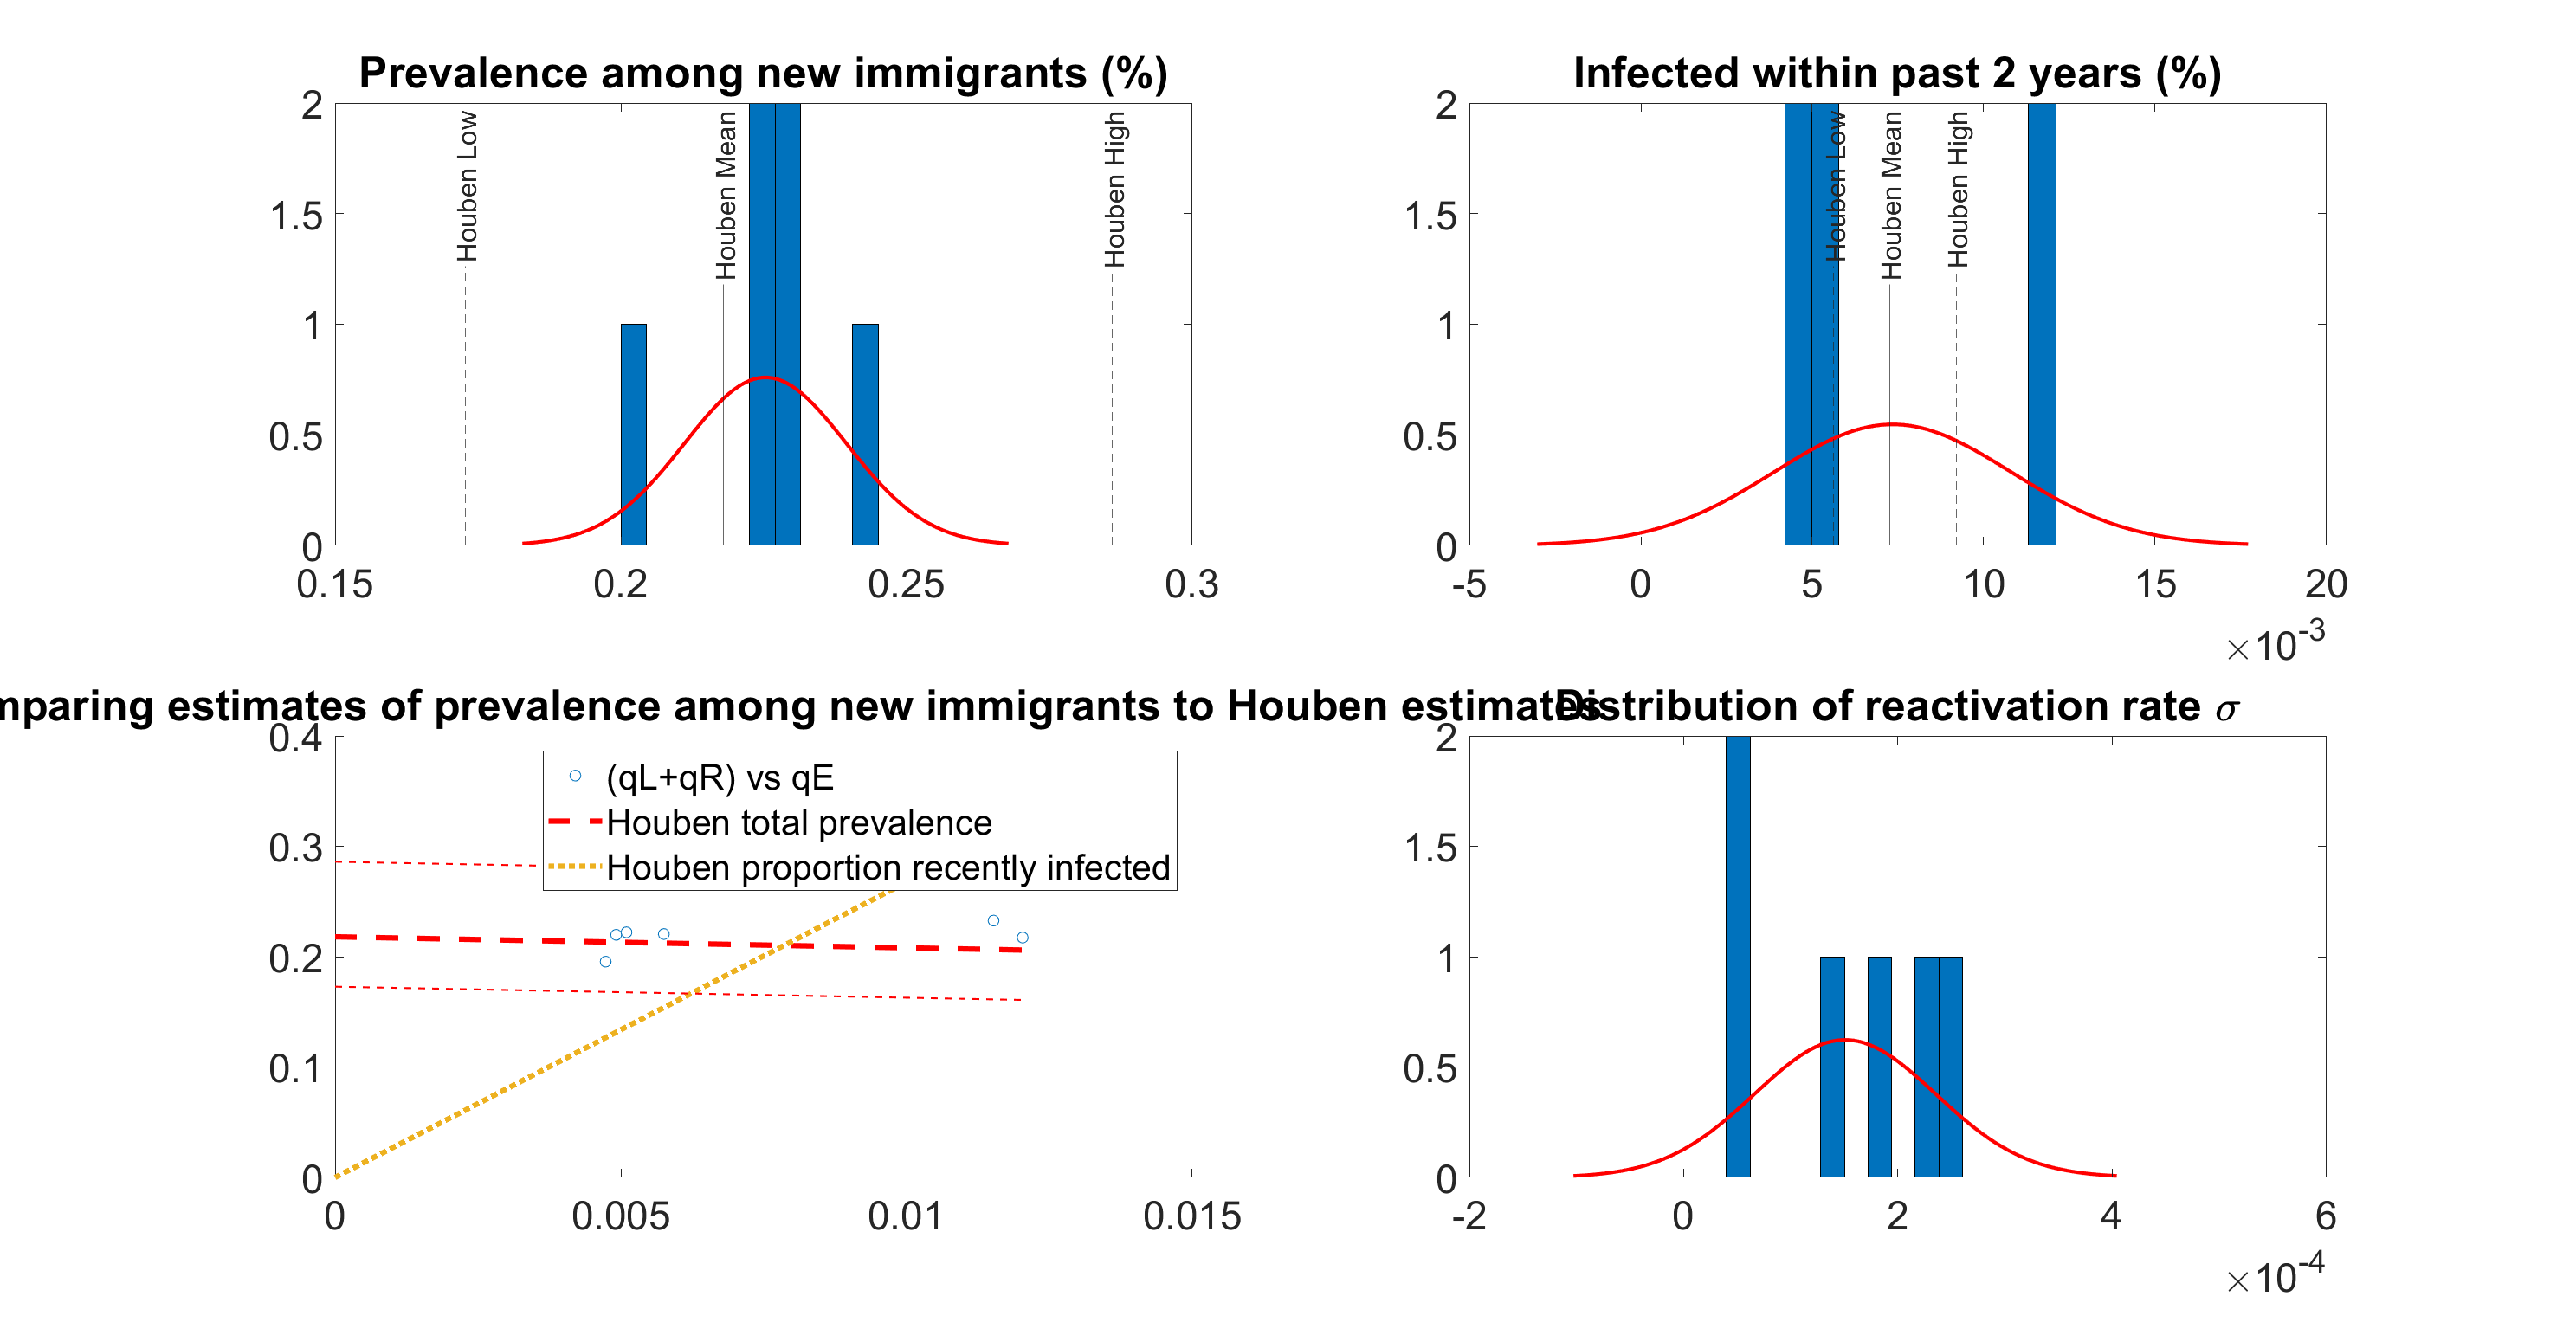 Prevalence among new immigrants (%)
2
1.5
1
0.5
0
Houben Low
Houben Mean
Houben High
0.15 0.2 0.25 0.3
Infected within past 2 years (%)
2
1.5
1
0.5
0
Houben Low
Houben Mean
Houben High
-5 0 5 10 15 20
×10-3
mparing estimates of prevalence among new immigrants to Houben estimates
0.4
0.3
0.2
0.1
0
(qL+qR) vs qE
Houben total prevalence
Houben proportion recently infected
0 0.005 0.01 0.015
Distribution of reactivation rate σ
2
1.5
1
0.5
0
-2 0 2 4 6
×10-4